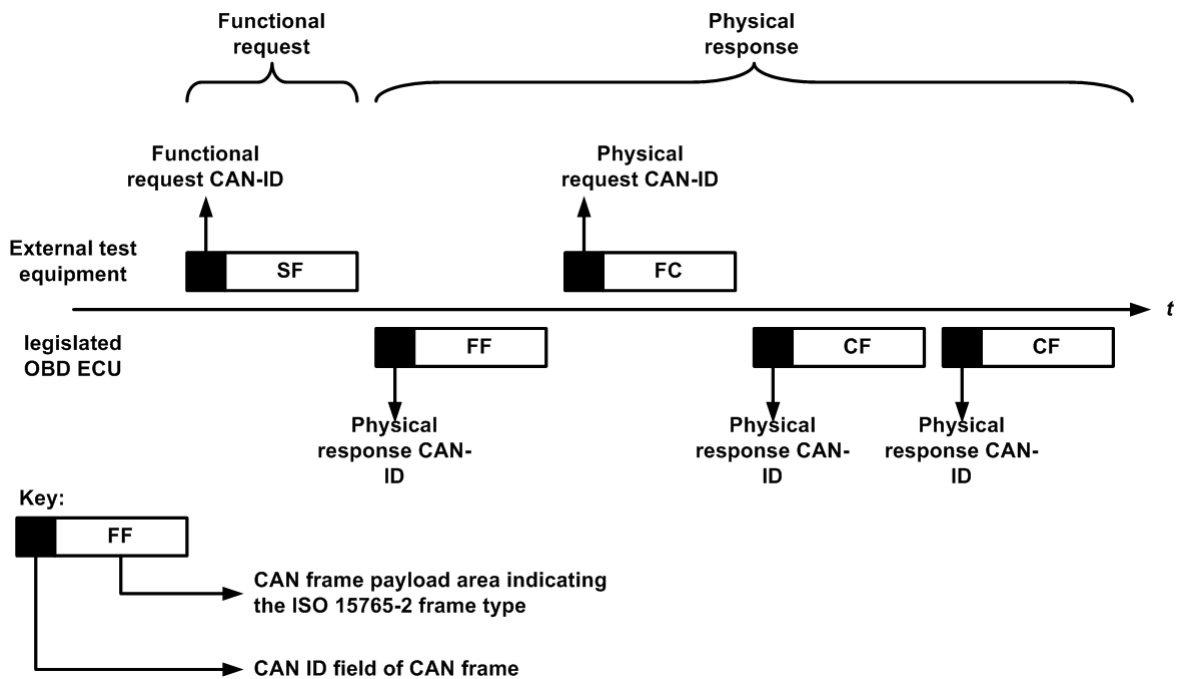 Functional
request
Physical
response
Functional
request CAN-ID
Physical
request CAN-ID
External test
equipment
SF
FC
t
legislated
OBD ECU
FF
CF
CF
Physical
response CAN-
ID
Physical
response CAN-
ID
Physical
response CAN-
ID
Key:
FF
CAN frame payload area indicating
the ISO 15765-2 frame type
CAN ID field of CAN frame